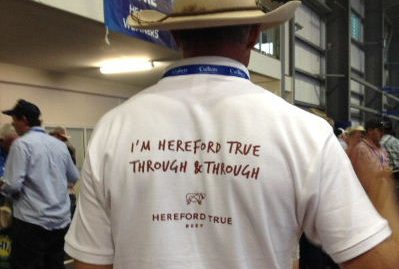 I'M HEREFORD TRUE
THROUGH & THROUGH
HEREFORD TRUE
BEEF